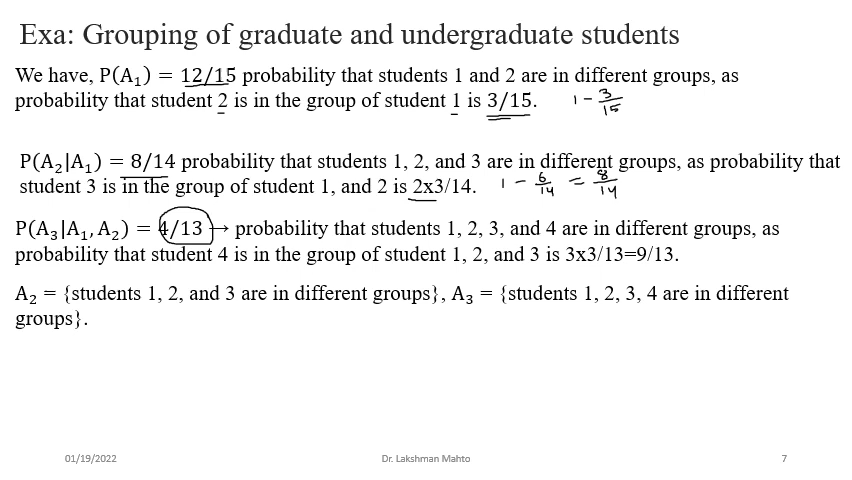 Exa: Grouping of graduate and undergraduate students
We have, P(A₁) = 12/15 probability that students 1 and 2 are in different groups, as
probability that student 2 is in the group of student 1 is 3/15. 1 - 3/15
P(A₂|A₁) = 8/14 probability that students 1, 2, and 3 are in different groups, as probability that
student 3 is in the group of student 1, and 2 is 2x3/14. 1 - 6/14 = 8/14
P(A₃|A₁, A₂) = 4/13 → probability that students 1, 2, 3, and 4 are in different groups, as
probability that student 4 is in the group of student 1, 2, and 3 is 3x3/13=9/13.
A₂ = {students 1, 2, and 3 are in different groups}, A₃ = {students 1, 2, 3, 4 are in different
groups}.
01/19/2022 Dr. Lakshman Mahto 7